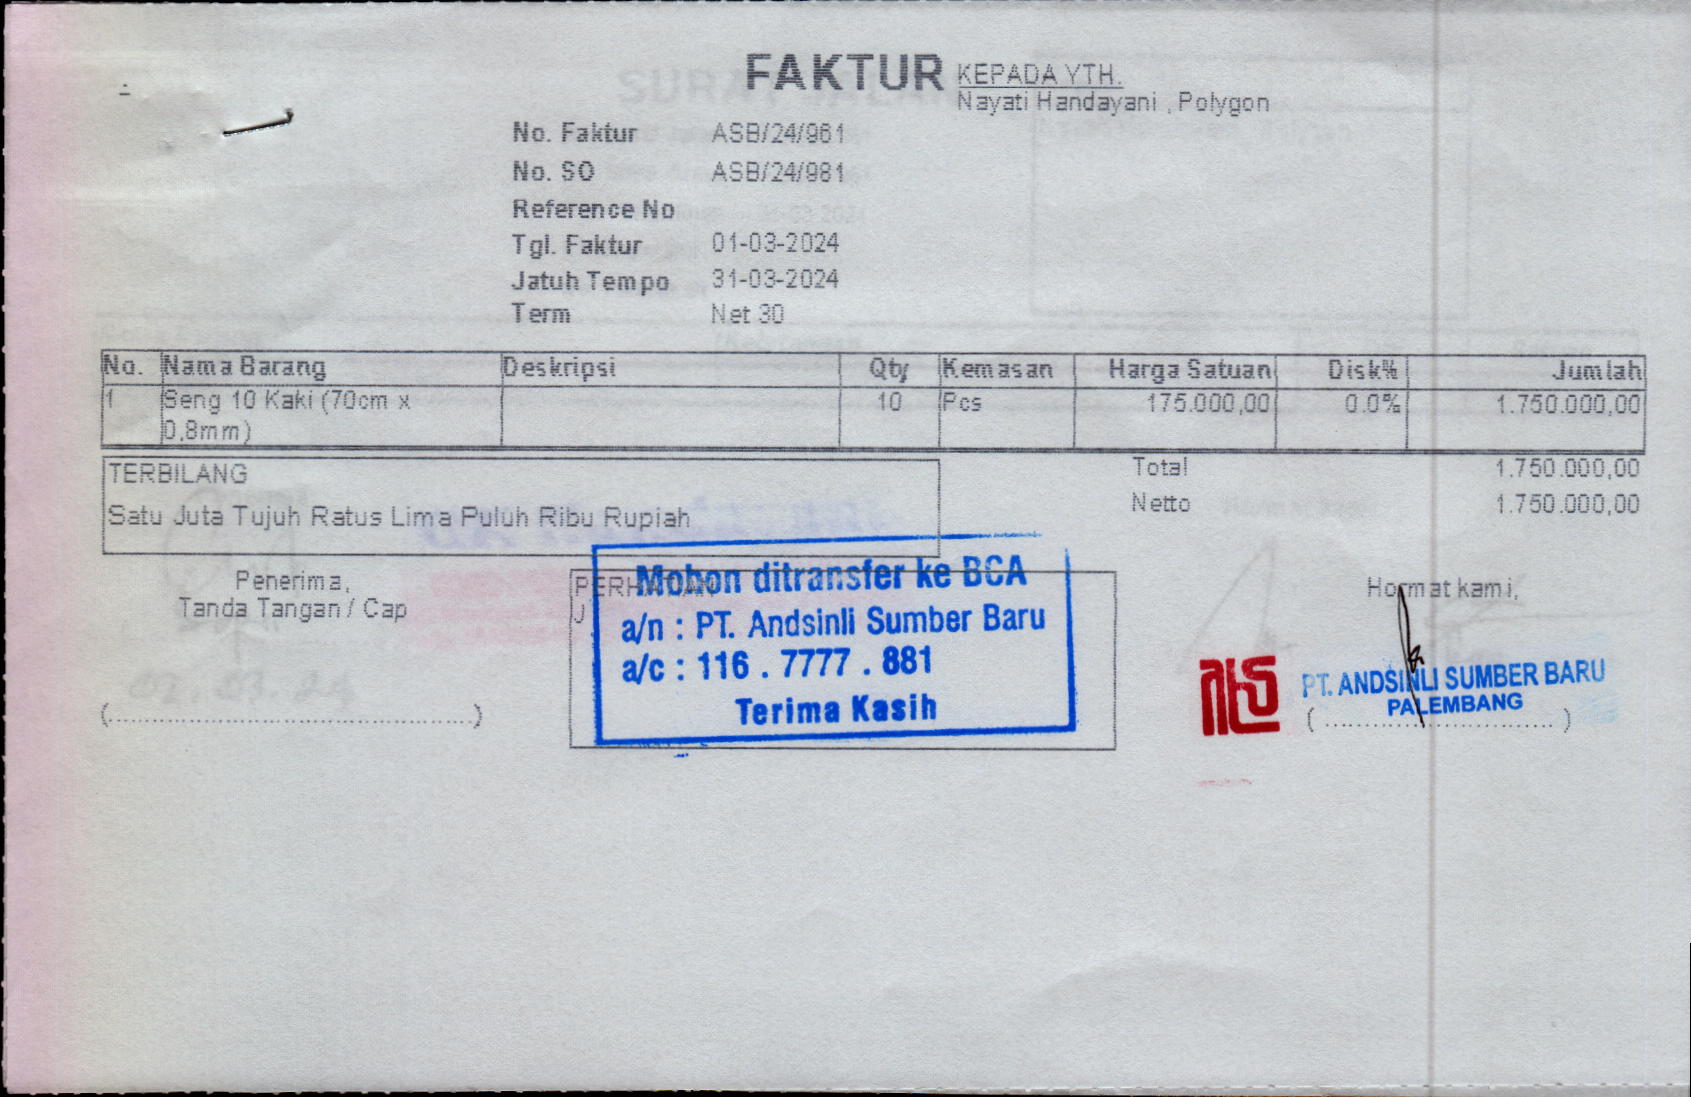 FAKTUR
KEPADA YTH.
Nayati Handayani , Polygon
No. Faktur ASB/24/961
No. SO ASB/24/981
Reference No
Tgl. Faktur 01-03-2024
Jatuh Tempo 31-03-2024
Term Net 30
No. Nama Barang Deskripsi Qty Kemasan Harga Satuan Disk% Jumlah
1 Seng 10 Kaki (70cm x 10 Pcs 175.000,00 0.0% 1.750.000,00
0,8mm)
TERBILANG
Satu Juta Tujuh Ratus Lima Puluh Ribu Rupiah
Total 1.750.000,00
Netto 1.750.000,00
Penerima,
Tanda Tangan / Cap
(............................................................)
PERHATIAN
J
Mohon ditransfer ke BCA
a/n : PT. Andsinli Sumber Baru
a/c : 116 . 7777 . 881
Terima Kasih
Hormat kami,
PT. ANDSINLI SUMBER BARU
PALEMBANG
( ...................................... )
02.03.24